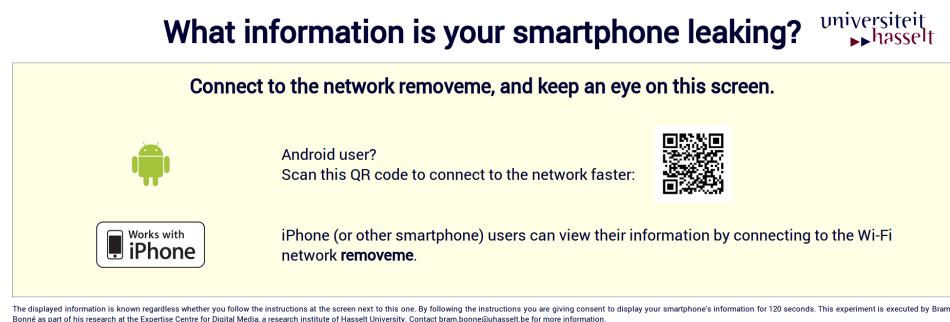 What information is your smartphone leaking?
universiteit
hasselt
Connect to the network removeme, and keep an eye on this screen.
Android user?
Scan this QR code to connect to the network faster:
Works with
iPhone
iPhone (or other smartphone) users can view their information by connecting to the Wi-Fi
network removeme.
The displayed information is known regardless whether you follow the instructions at the screen next to this one. By following the instructions you are giving consent to display your smartphone's information for 120 seconds. This experiment is executed by Bram
Bonné as part of his research at the Expertise Centre for Digital Media, a research institute of Hasselt University. Contact bram.bonne@uhasselt.be for more information.